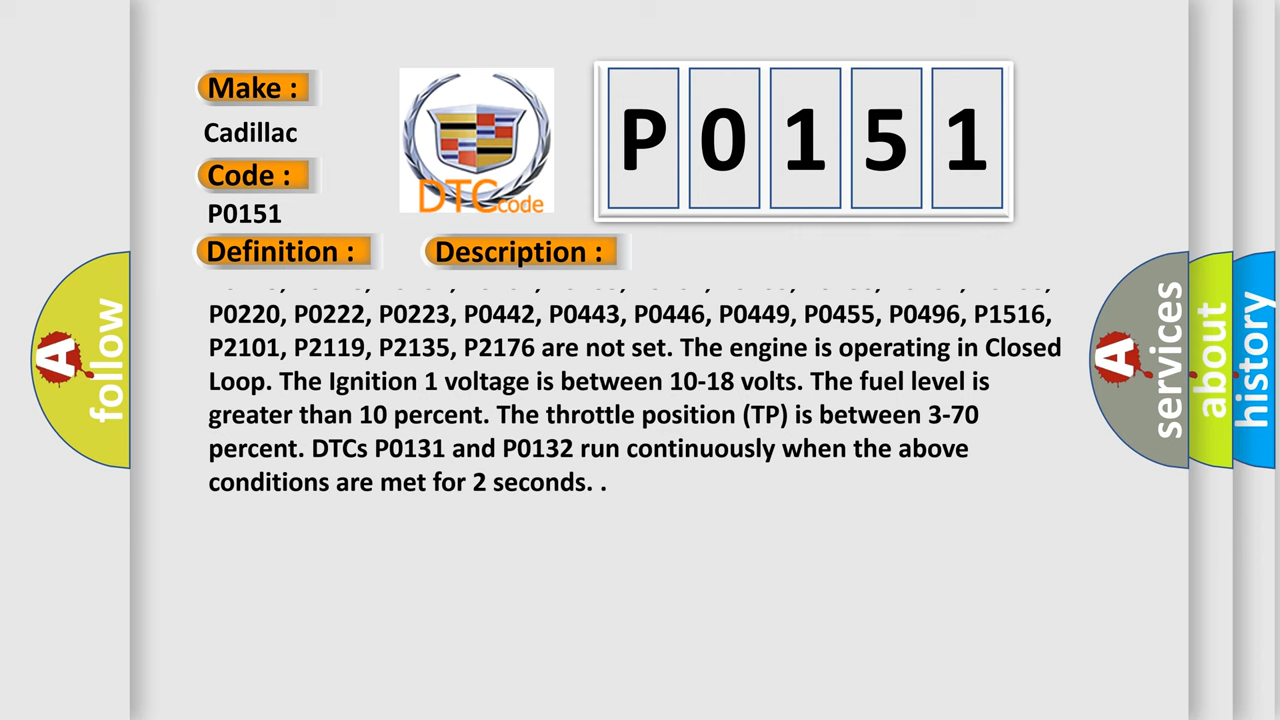 Make :
Cadillac
Code :
P0151
Definition :
Description :
DTC code
P0151
P0220, P0222, P0223, P0442, P0443, P0446, P0449, P0455, P0496, P1516,
P2101, P2119, P2135, P2176 are not set. The engine is operating in Closed
Loop. The Ignition 1 voltage is between 10-18 volts. The fuel level is
greater than 10 percent. The throttle position (TP) is between 3-70
percent. DTCs P0131 and P0132 run continuously when the above
conditions are met for 2 seconds. .
A follow
A services
about
history